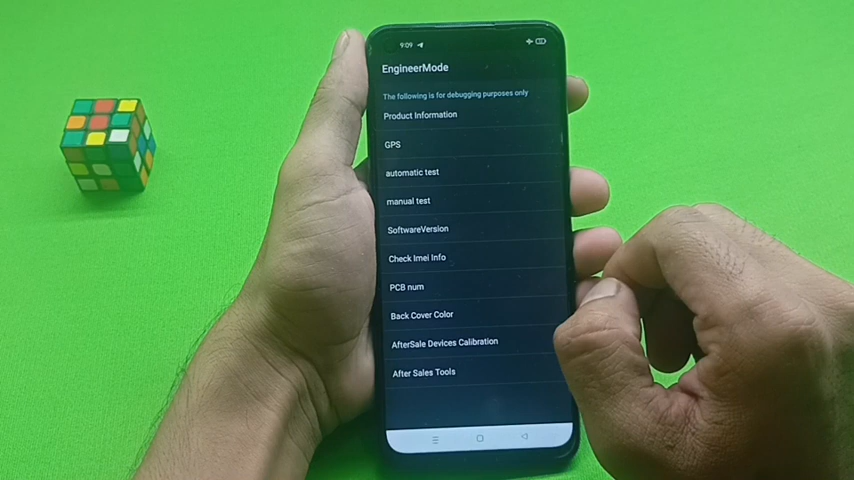 9:09
EngineerMode
The following is for debugging purposes only
Product Information
GPS
automatic test
manual test
SoftwareVersion
Check Imei Info
PCB num
Back Cover Color
AfterSale Devices Calibration
After Sales Tools